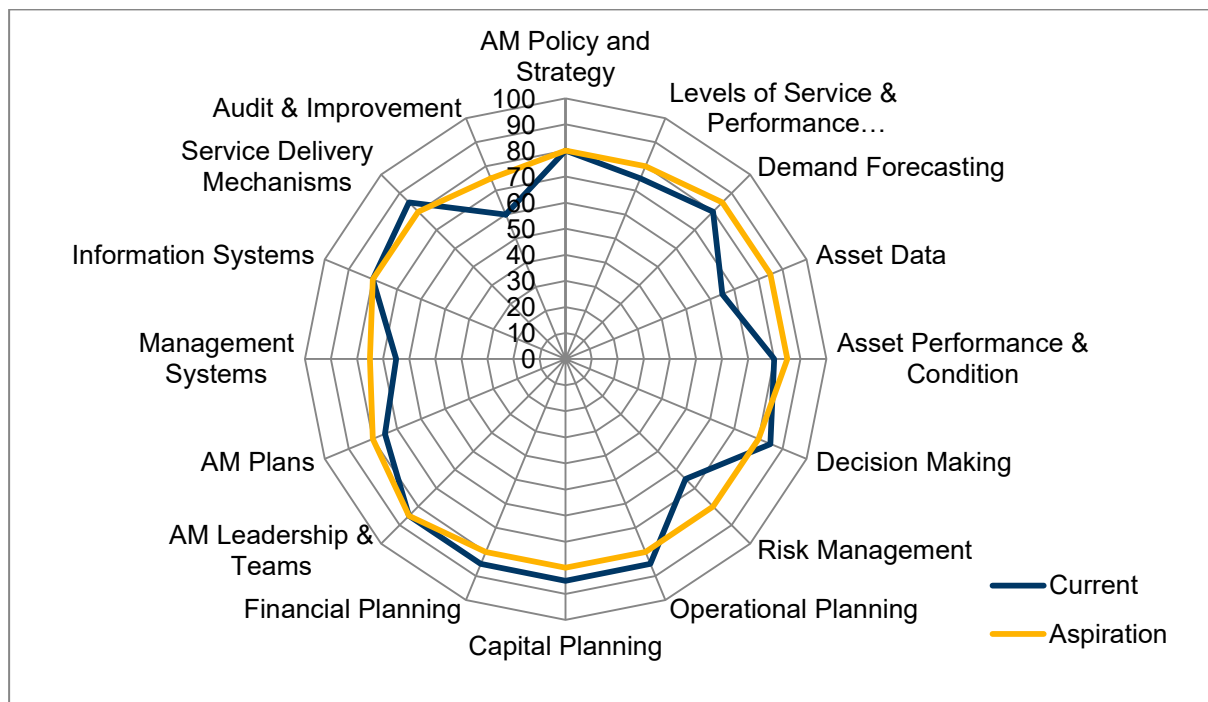 AM Policy and
Strategy
Levels of Service &
Performance…
Demand Forecasting
Asset Data
Asset Performance &
Condition
Decision Making
Risk Management
Operational Planning
Capital Planning
Financial Planning
AM Leadership &
Teams
AM Plans
Management
Systems
Information Systems
Service Delivery
Mechanisms
Audit & Improvement
100
90
80
70
60
50
40
30
20
10
0
Current
Aspiration